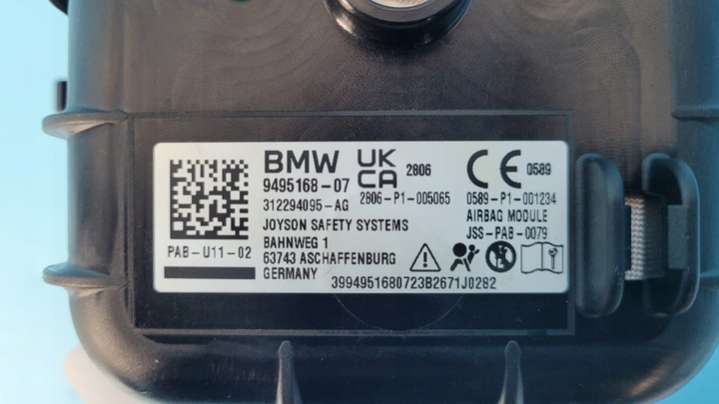 BMW
UK
CA
2806
0589
9495168-07
2806-P1-005065
0589-P1-001234
312294095-AG
AIRBAG MODULE
JOYSON SAFETY SYSTEMS
JSS-PAB-0079
BAHNWEG 1
PAB-U11-02
63743 ASCHAFFENBURG
GERMANY
3994951680723B2671J0282